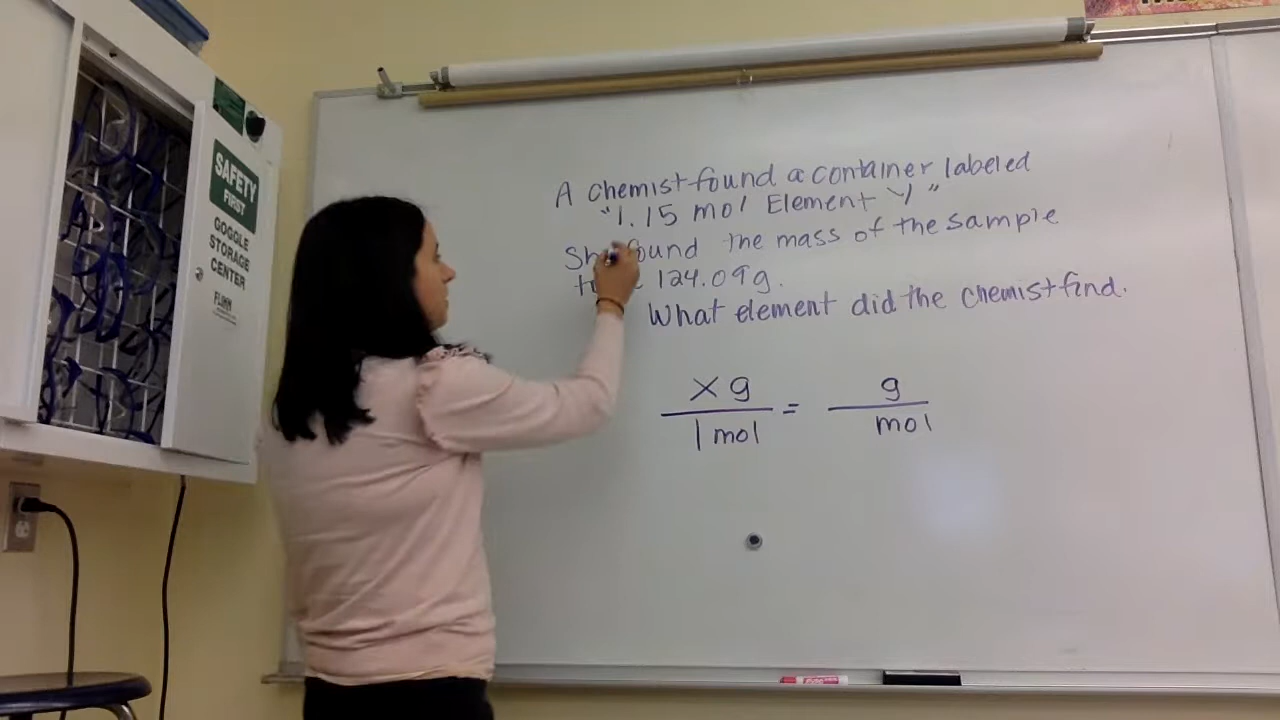 SAFETY
FIRST
GOGGLE
STORAGE
CENTER
FLINN
A chemist found a container labeled
"1.15 mol Element Y"
found the mass of the sample
124.09g.
What element did the chemist find.
x g
1 mol
=
g
mol